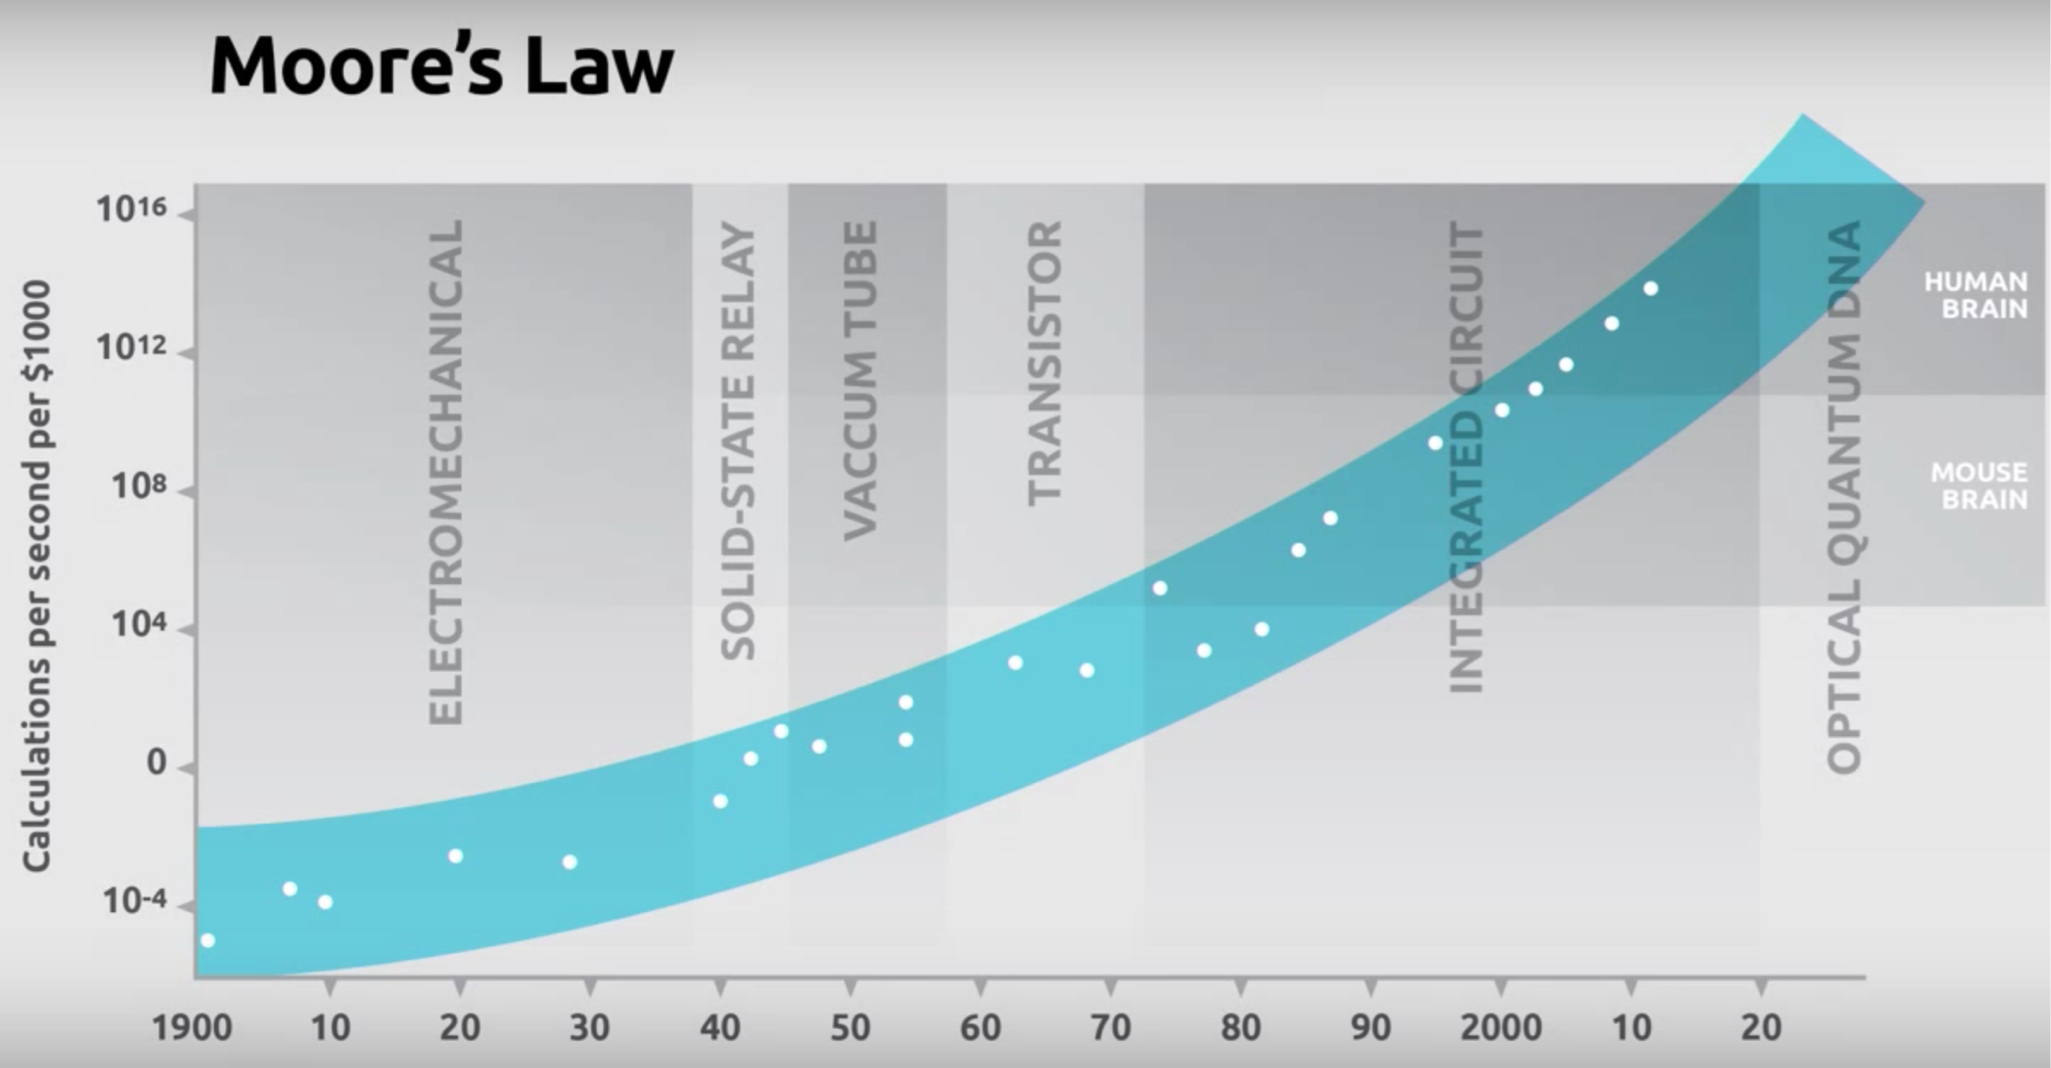 Moore’s Law
Calculations per second per $1000
10¹⁶
10¹²
10⁸
10⁴
0
10⁻⁴
ELECTROMECHANICAL
SOLID-STATE RELAY
VACCUM TUBE
TRANSISTOR
INTEGRATED CIRCUIT
OPTICAL QUANTUM DNA
HUMAN
BRAIN
MOUSE
BRAIN
1900 10 20 30 40 50 60 70 80 90 2000 10 20